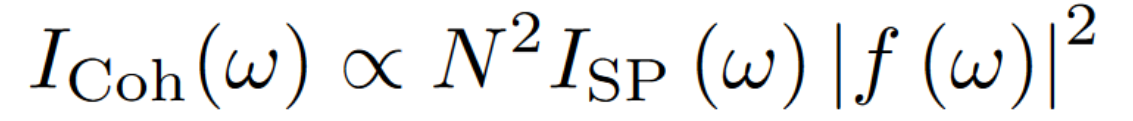 I_Coh(ω) ∝ N² I_SP (ω) |f (ω)|²